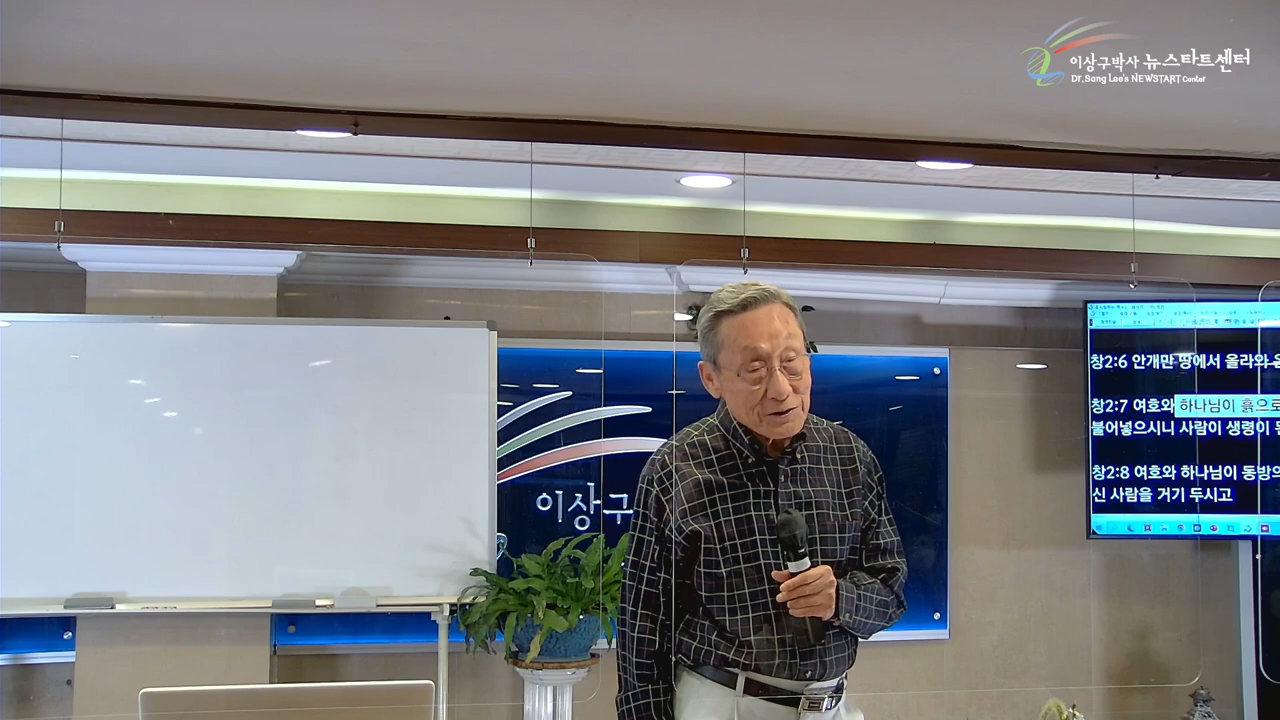 이상구박사 뉴스타트센터
Dr. Sang Lee's NEWSTART Center
창2:6 안개만 땅에서 올라와 온
창2:7 여호와 하나님이 흙으로
불어넣으시니 사람이 생령이
창2:8 여호와 하나님이 동방으
신 사람을 거기 두시고
이상구